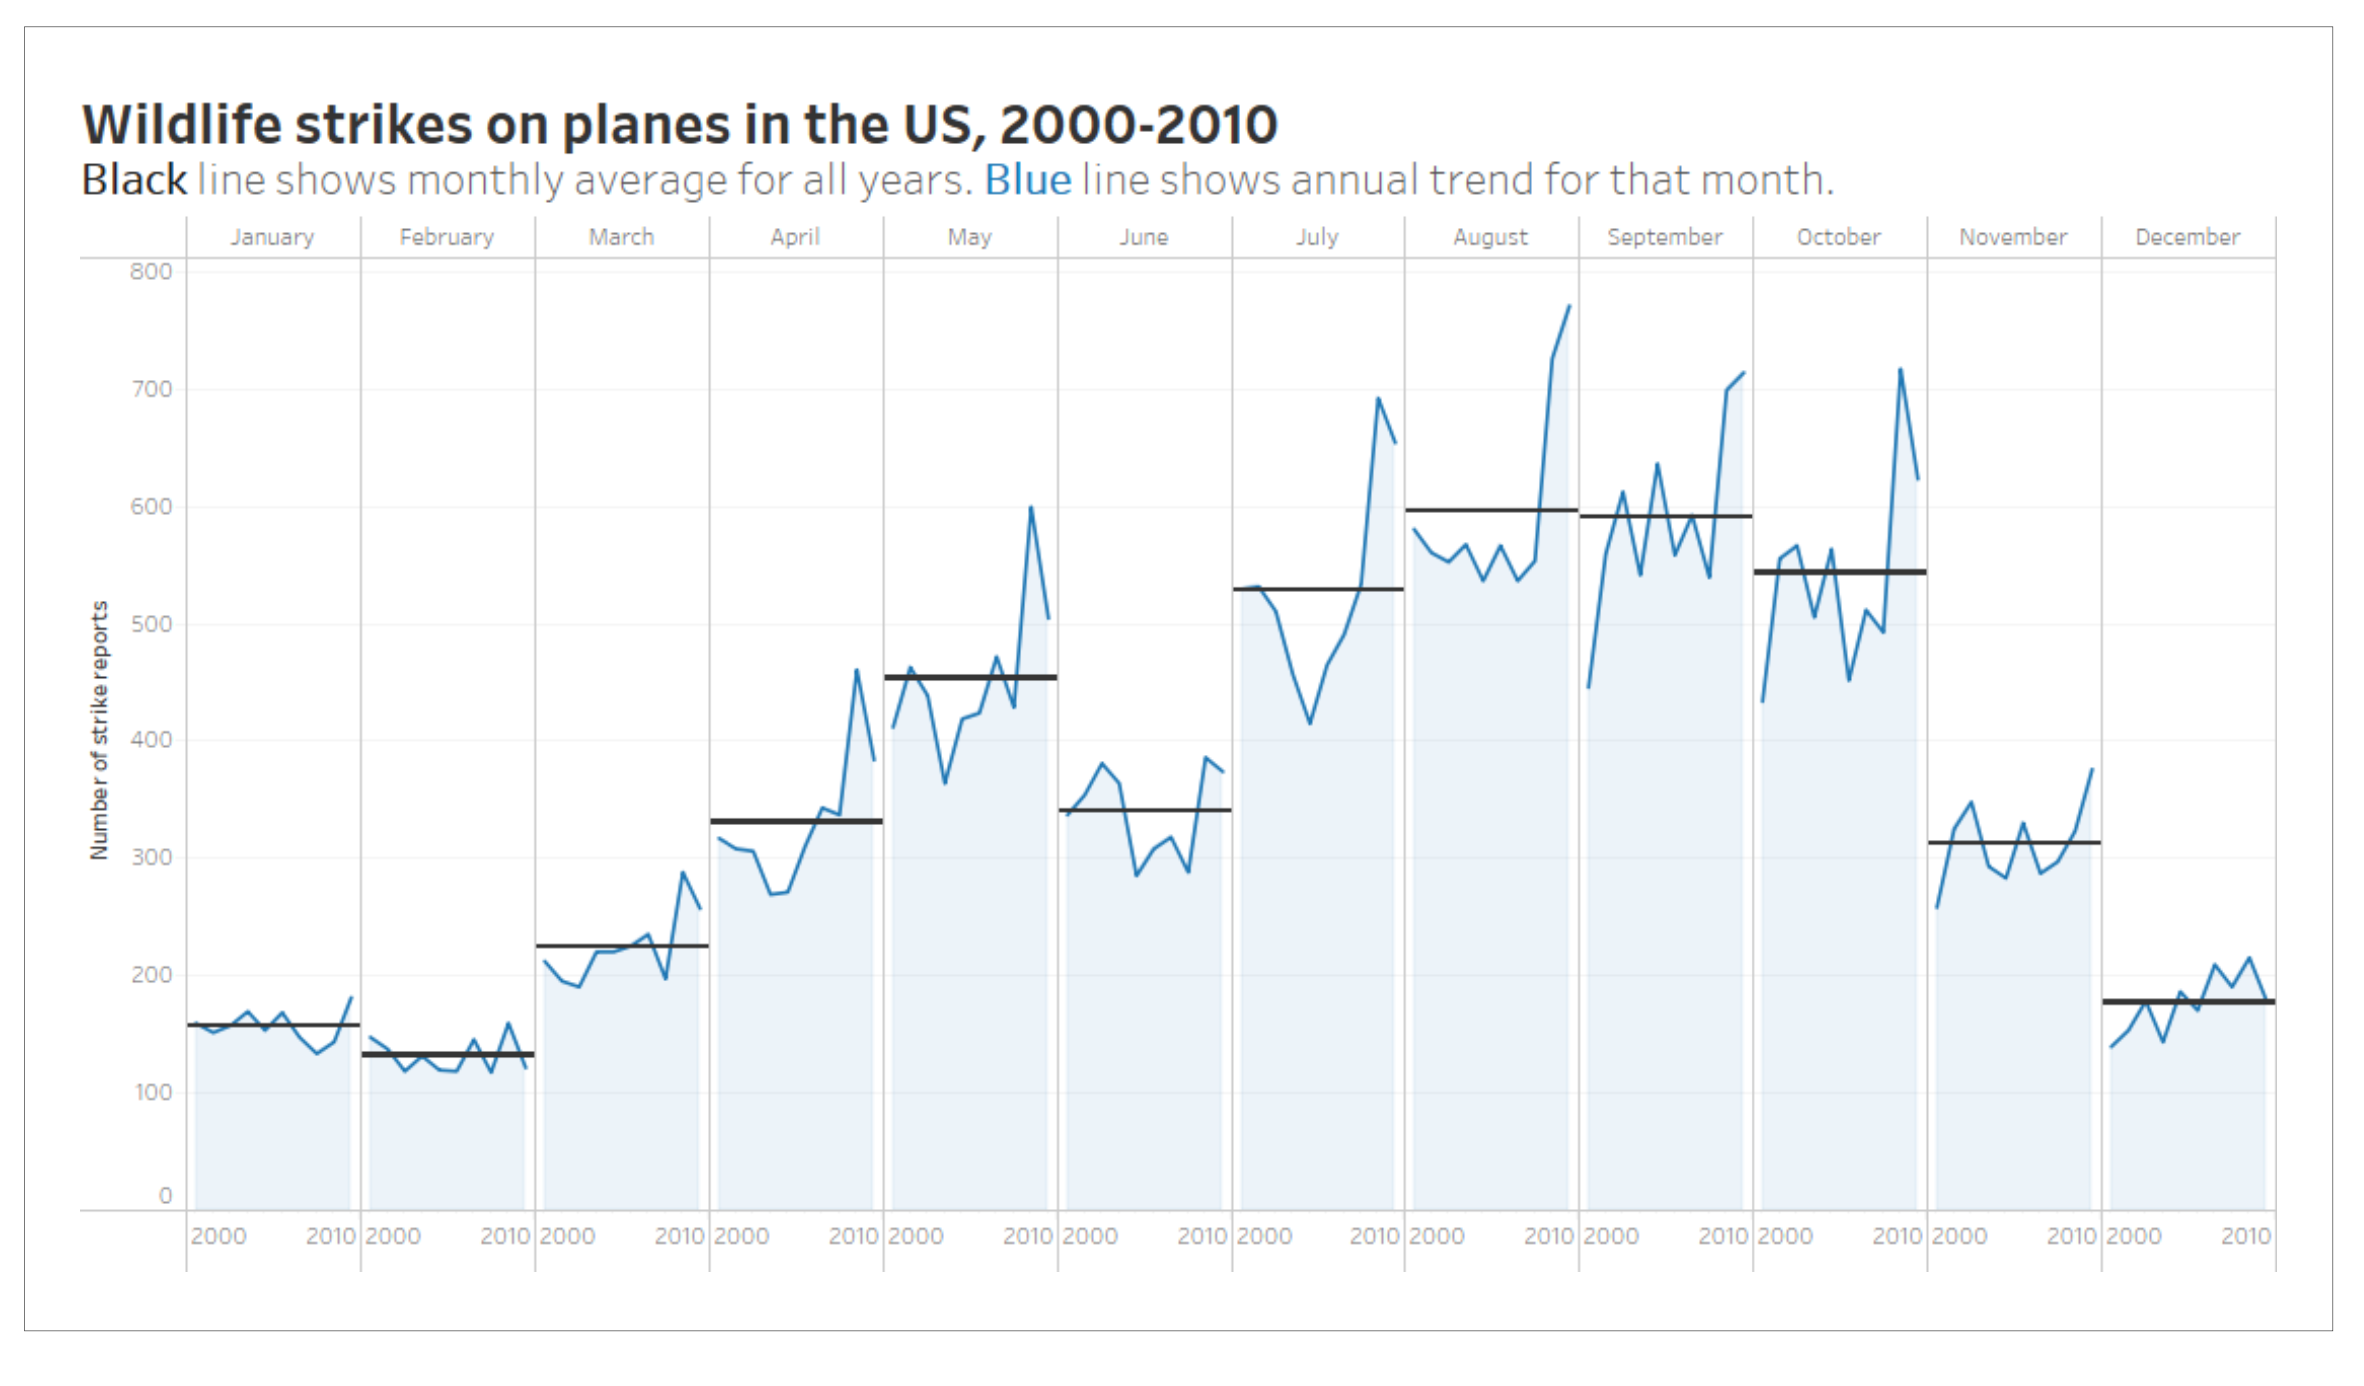 Wildlife strikes on planes in the US, 2000-2010
Black line shows monthly average for all years. Blue line shows annual trend for that month.
January February March April May June July August September October November December
800
700
600
500
400
300
200
100
0
Number of strike reports
2000 2010 2000 2010 2000 2010 2000 2010 2000 2010 2000 2010 2000 2010 2000 2010 2000 2010 2000 2010 2000 2010 2000 2010